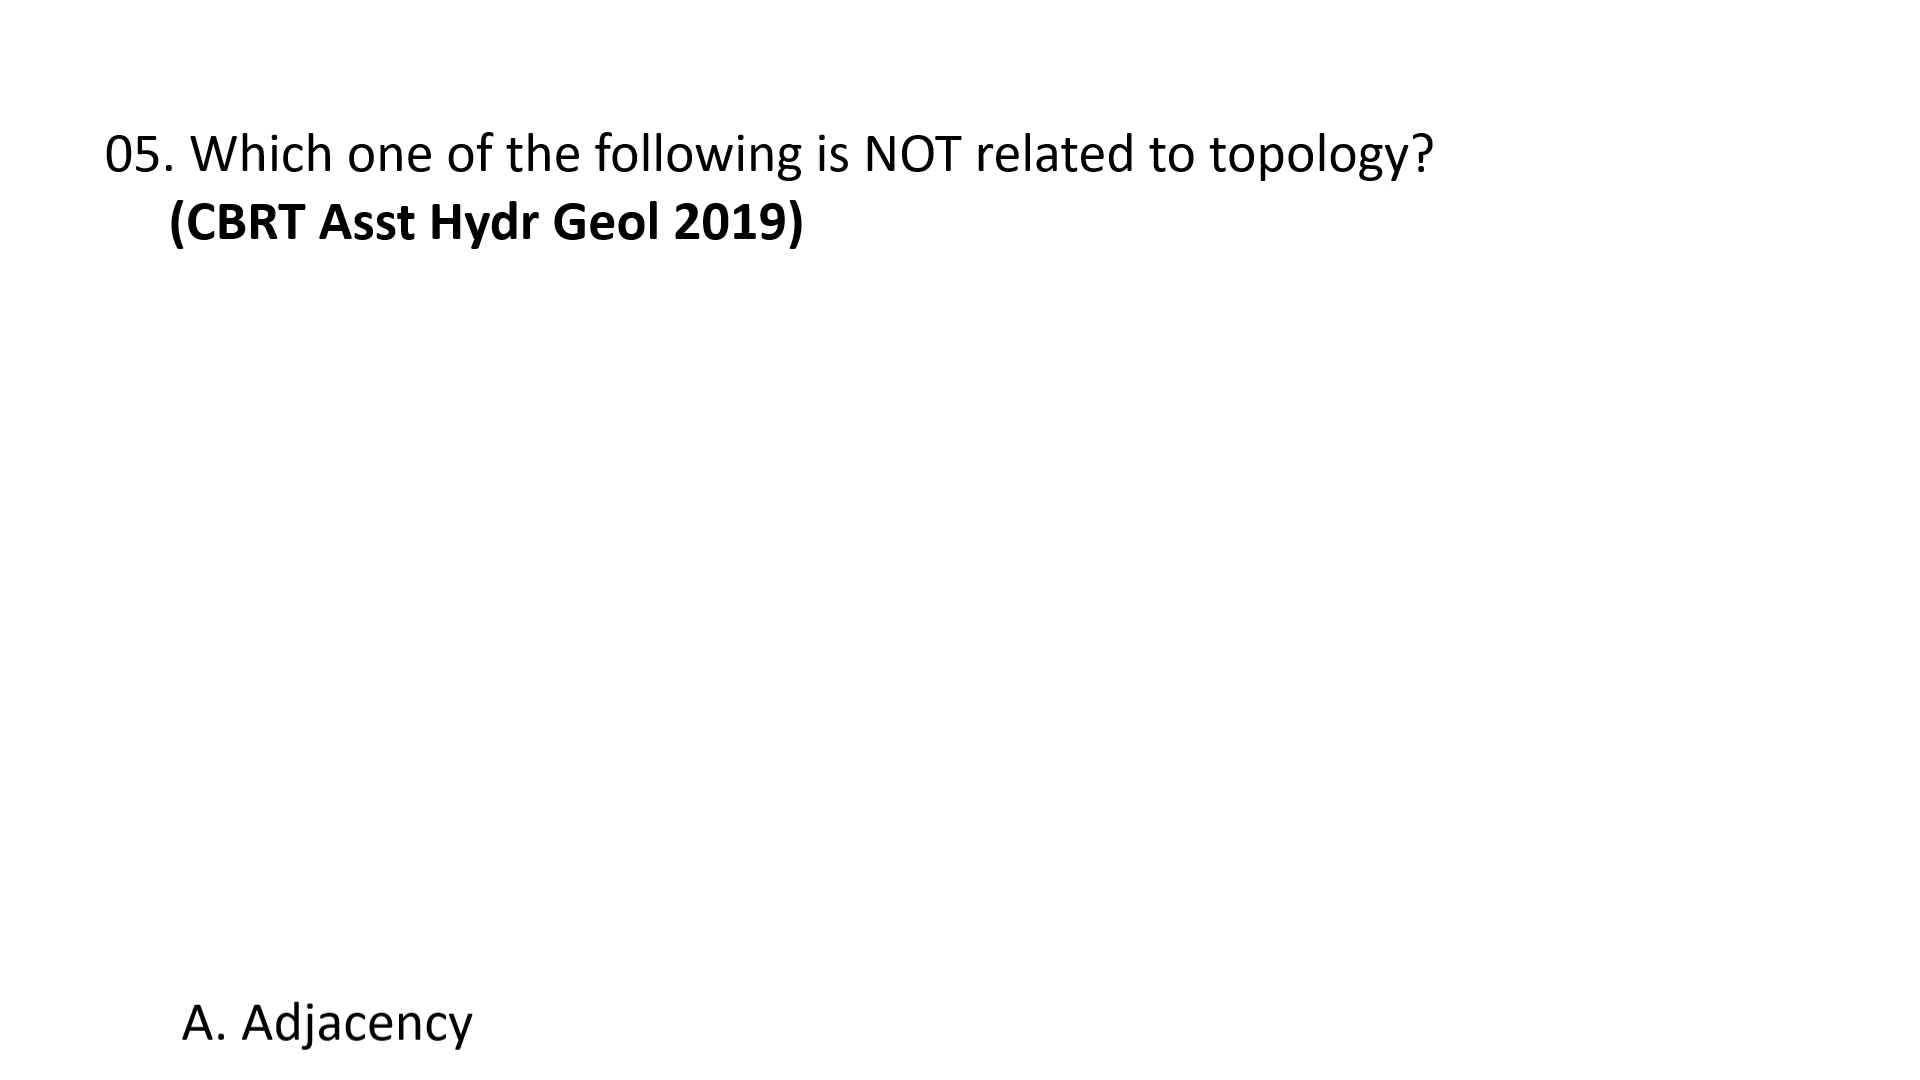 05. Which one of the following is NOT related to topology?
(CBRT Asst Hydr Geol 2019)
A. Adjacency